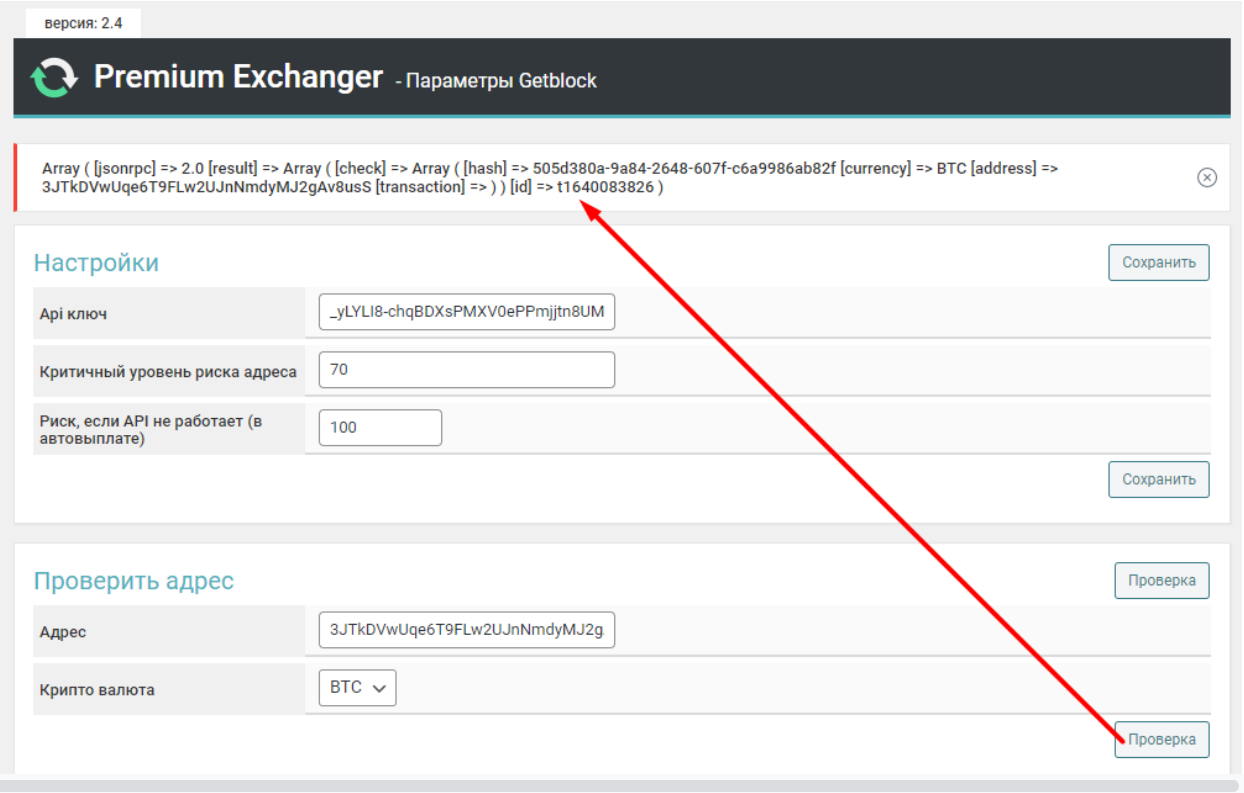 версия: 2.4
Premium Exchanger - Параметры Getblock
Array ( [jsonrpc] => 2.0 [result] => Array ( [check] => Array ( [hash] => 505d380a-9a84-2648-607f-c6a9986ab82f [currency] => BTC [address] =>
3JTkDVwUqe6T9FLw2UJnNmdyMJ2gAv8usS [transaction] => ) ) [id] => t1640083826 )
Настройки
Сохранить
Api ключ
_yLYLI8-chqBDXsPMXV0ePPmjjtn8UM
Критичный уровень риска адреса
70
Риск, если API не работает (в
автовыплате)
100
Сохранить
Проверить адрес
Проверка
Адрес
3JTkDVwUqe6T9FLw2UJnNmdyMJ2g
Крипто валюта
BTC
Проверка